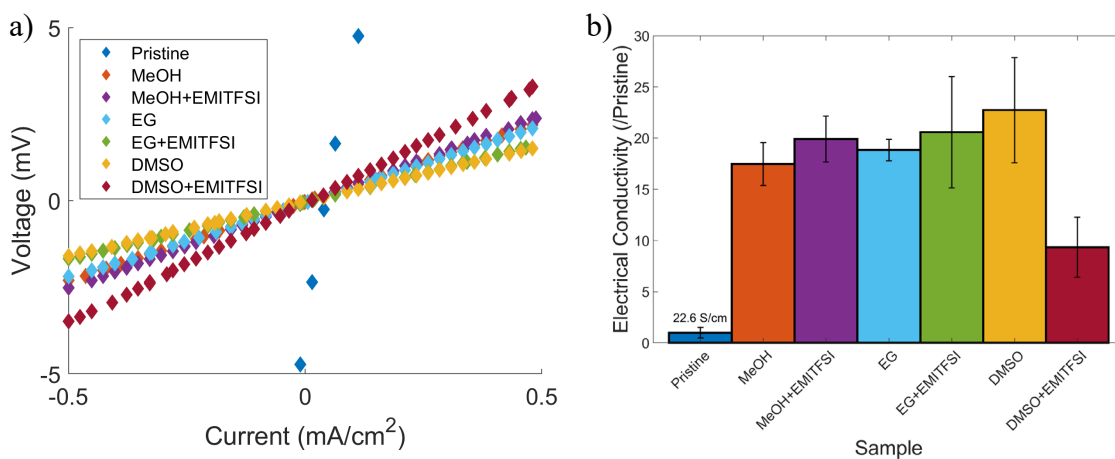 a)
5
0
-5
Voltage (mV)
Pristine
MeOH
MeOH+EMITFSI
EG
EG+EMITFSI
DMSO
DMSO+EMITFSI
-0.5
0
0.5
Current (mA/cm²)
b)
30
25
20
15
10
5
0
Electrical Conductivity (/Pristine)
22.6 S/cm
Pristine
MeOH
MeOH+EMITFSI
EG
EG+EMITFSI
DMSO
DMSO+EMITFSI
Sample